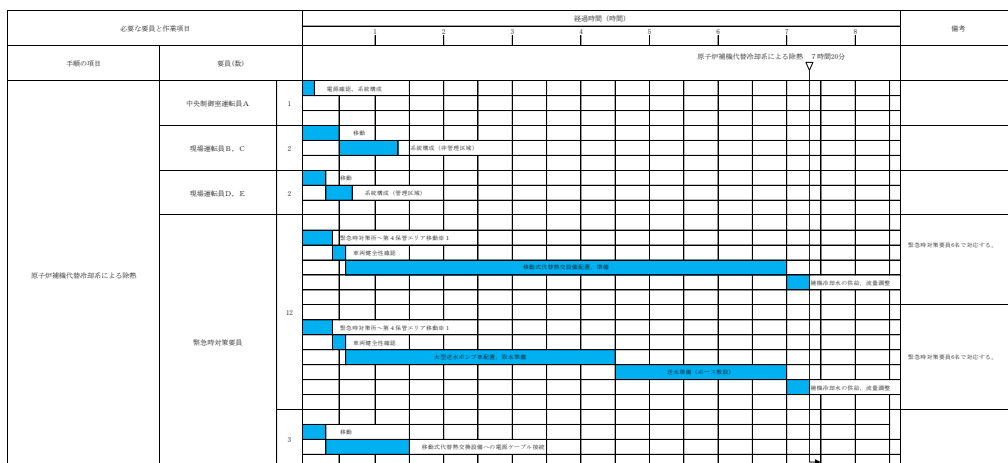 必要な要員と作業項目
経過時間（時間）
備考
1 2 3 4 5 6 7 8
手順の項目
要員(数)
原子炉補機代替冷却系による除熱 7時間20分
原子炉補機代替冷却系による除熱
中央制御室運転員A
1
電源確認，系統構成
現場運転員B，C
2
移動
系統構成（非管理区域）
現場運転員D，E
2
移動
系統構成（管理区域）
緊急時対策要員
12
緊急時対策所～第４保管エリア移動※１
車両健全性確認
移動式代替熱交設備配置，準備
補機冷却水の供給，流量調整
緊急時対策要員6名で対応する。
緊急時対策所～第４保管エリア移動※１
車両健全性確認
大型送水ポンプ車配置，取水準備
送水準備（ホース敷設）
補機冷却水の供給，流量調整
緊急時対策要員6名で対応する。
3
移動
移動式代替熱交換設備への電源ケーブル接続